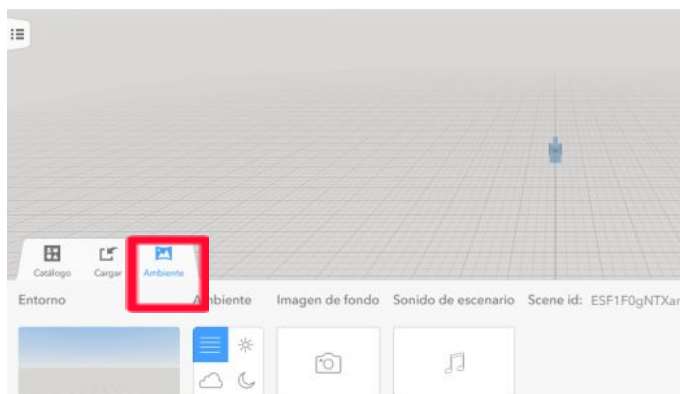 Catálogo Cargar Ambiente
Entorno Ambiente Imagen de fondo Sonido de escenario Scene id: ESF1F0gNTXar